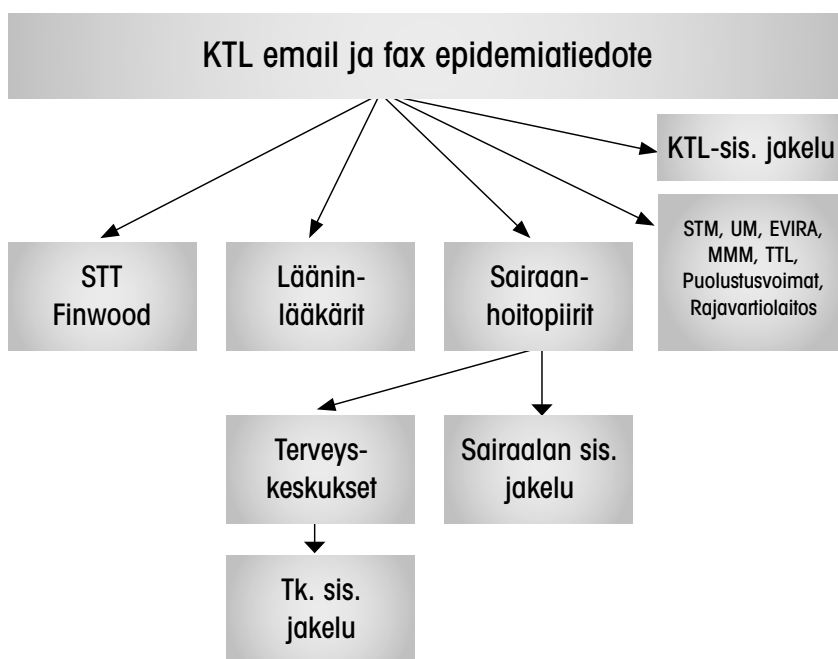 KTL email ja fax epidemiatiedote
KTL-sis. jakelu
STT
Finwood
Läänin-
lääkärit
Sairaan-
hoitopiirit
STM, UM, EVIRA,
MMM, TTL,
Puolustusvoimat,
Rajavartiolaitos
Terveys-
keskukset
Sairaalan sis.
jakelu
Tk. sis.
jakelu